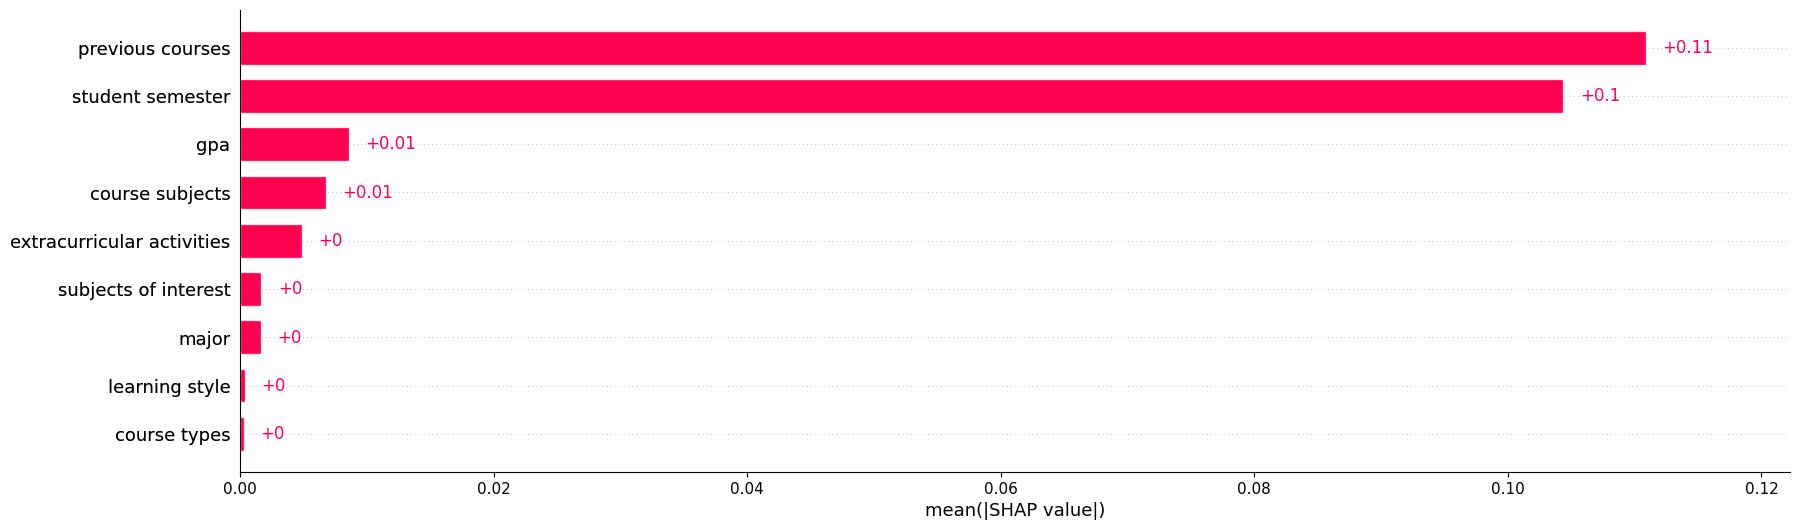 previous courses +0.11
student semester +0.1
gpa +0.01
course subjects +0.01
extracurricular activities +0
subjects of interest +0
major +0
learning style +0
course types +0
0.00 0.02 0.04 0.06 0.08 0.10 0.12
mean(|SHAP value|)